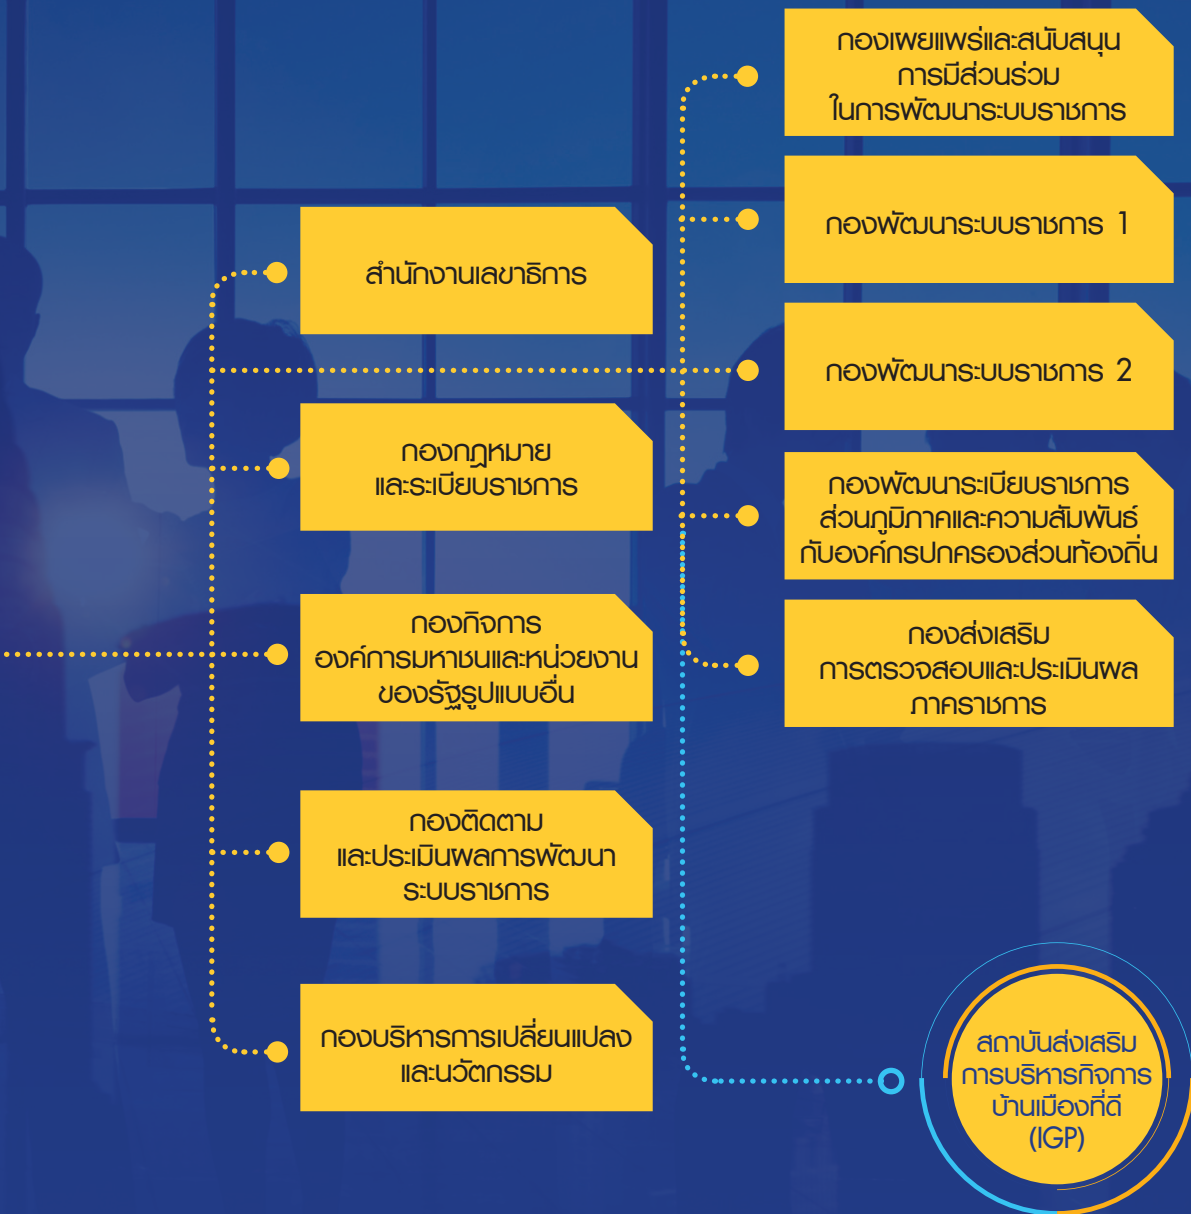 สำนักงานเลขาธิการ
กองกฎหมาย
และระเบียบราชการ
กองกิจการ
องค์การมหาชนและหน่วยงาน
ของรัฐรูปแบบอื่น
กองติดตาม
และประเมินผลการพัฒนา
ระบบราชการ
กองบริหารการเปลี่ยนแปลง
และนวัตกรรม
กองเผยแพร่และสนับสนุน
การมีส่วนร่วม
ในการพัฒนาระบบราชการ
กองพัฒนาระบบราชการ 1
กองพัฒนาระบบราชการ 2
กองพัฒนาระเบียบราชการ
ส่วนภูมิภาคและความสัมพันธ์
กับองค์กรปกครองส่วนท้องถิ่น
กองส่งเสริม
การตรวจสอบและประเมินผล
ภาคราชการ
สถาบันส่งเสริม
การบริหารกิจการ
บ้านเมืองที่ดี
(IGP)